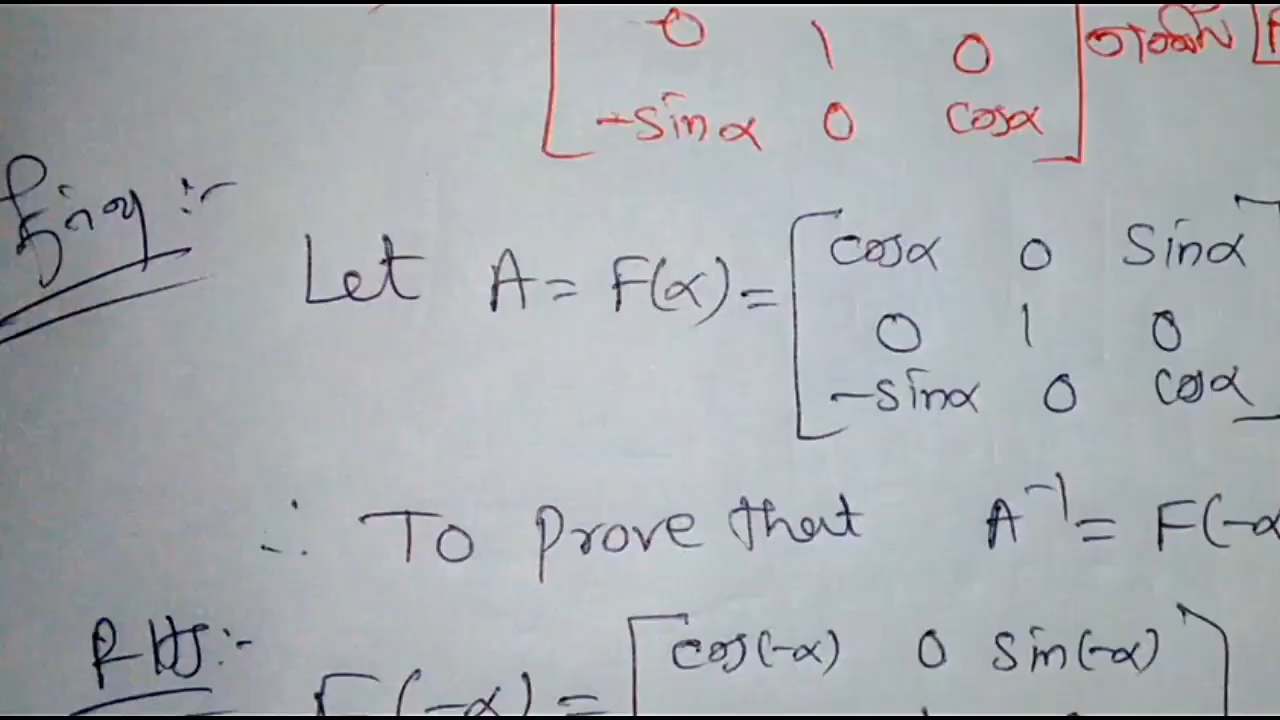 0 1 0 எனில் [F
-sinα 0 cosα
தீர்வு :-
Let A = F(α) = cosα 0 Sinα
0 1 0
-sinα 0 cosα
∴ To Prove that A⁻¹ = F(-α
RHS:-
F(-α) = cos(-α) 0 sin(-α)